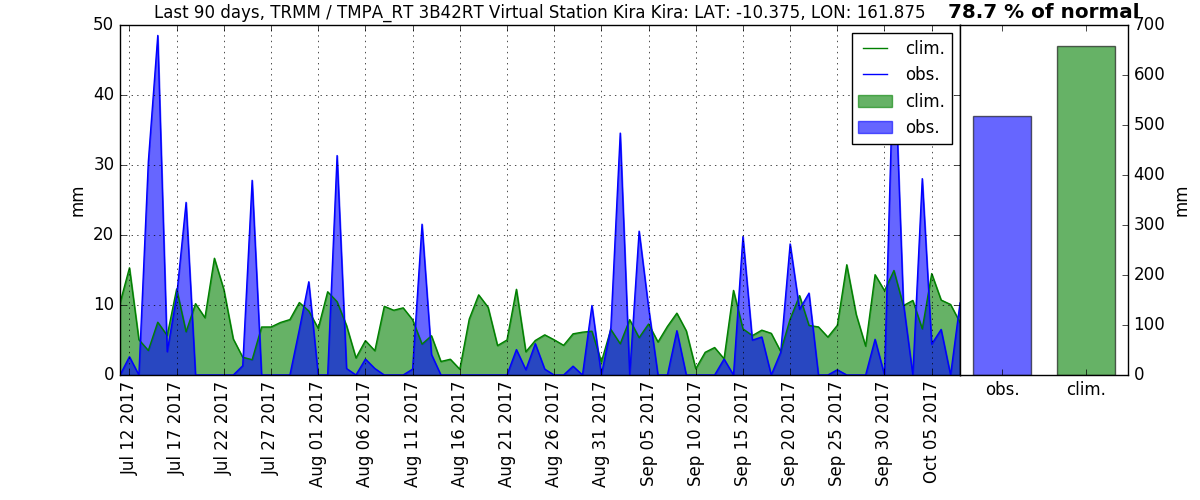 Last 90 days, TRMM / TMPA_RT 3B42RT Virtual Station Kira Kira: LAT: -10.375, LON: 161.875
78.7 % of normal
50
40
30
20
10
0
mm
clim.
obs.
clim.
obs.
700
600
500
400
300
200
100
0
mm
Jul 12 2017
Jul 17 2017
Jul 22 2017
Jul 27 2017
Aug 01 2017
Aug 06 2017
Aug 11 2017
Aug 16 2017
Aug 21 2017
Aug 26 2017
Aug 31 2017
Sep 05 2017
Sep 10 2017
Sep 15 2017
Sep 20 2017
Sep 25 2017
Sep 30 2017
Oct 05 2017
obs.
clim.